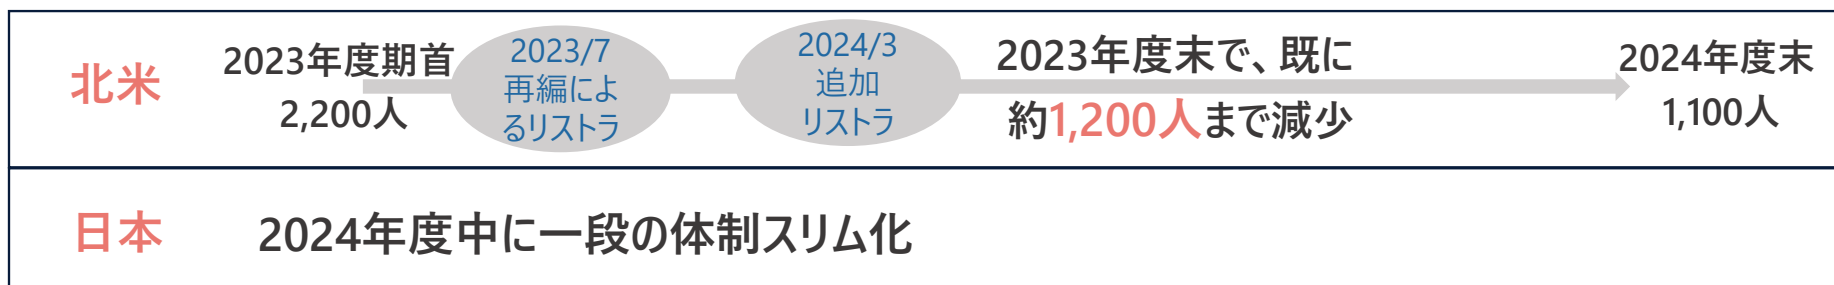 北米
2023年度期首
2,200人
2023/7
再編によ
るリストラ
2024/3
追加
リストラ
2023年度末で、既に
約1,200人まで減少
2024年度末
1,100人
日本
2024年度中に一段の体制スリム化